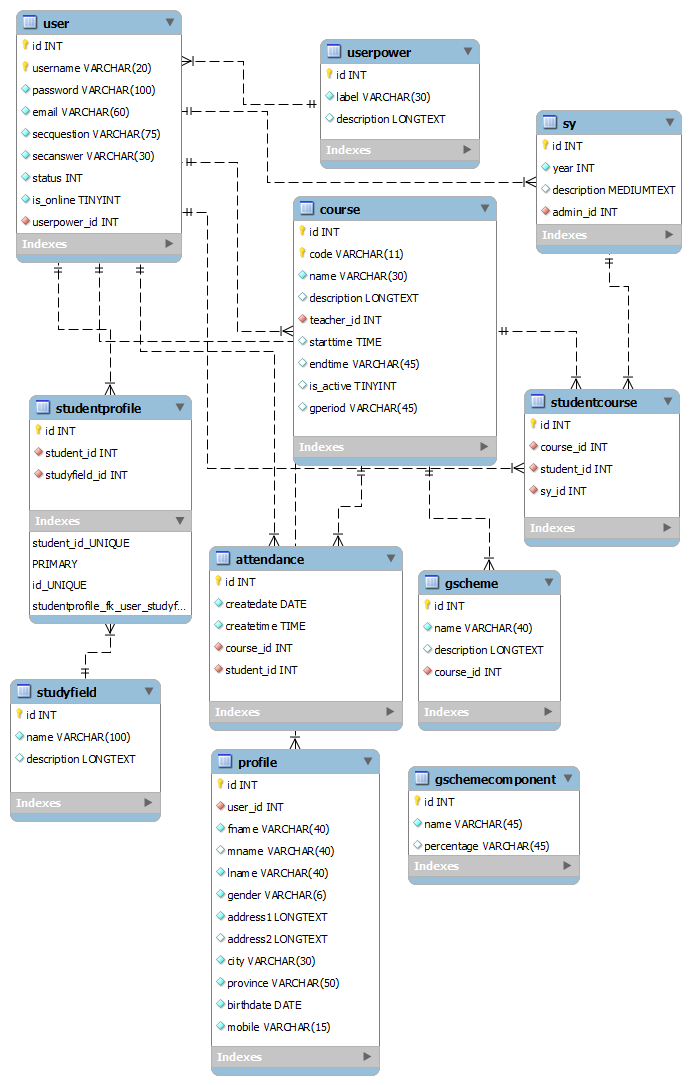 user
id INT
username VARCHAR(20)
password VARCHAR(100)
email VARCHAR(60)
secquestion VARCHAR(75)
secanswer VARCHAR(30)
status INT
is_online TINYINT
userpower_id INT
Indexes
userpower
id INT
label VARCHAR(30)
description LONGTEXT
Indexes
sy
id INT
year INT
description MEDIUMTEXT
admin_id INT
Indexes
course
id INT
code VARCHAR(11)
name VARCHAR(30)
description LONGTEXT
teacher_id INT
starttime TIME
endtime VARCHAR(45)
is_active TINYINT
gperiod VARCHAR(45)
Indexes
studentprofile
id INT
student_id INT
studyfield_id INT
Indexes
student_id_UNIQUE
PRIMARY
id_UNIQUE
studentprofile_fk_user_studyf...
studentcourse
id INT
course_id INT
student_id INT
sy_id INT
Indexes
attendance
id INT
createdate DATE
createtime TIME
course_id INT
student_id INT
Indexes
gscheme
id INT
name VARCHAR(40)
description LONGTEXT
course_id INT
Indexes
studyfield
id INT
name VARCHAR(100)
description LONGTEXT
Indexes
profile
id INT
user_id INT
fname VARCHAR(40)
mname VARCHAR(40)
lname VARCHAR(40)
gender VARCHAR(6)
address1 LONGTEXT
address2 LONGTEXT
city VARCHAR(30)
province VARCHAR(50)
birthdate DATE
mobile VARCHAR(15)
Indexes
gschemecomponent
id INT
name VARCHAR(45)
percentage VARCHAR(45)
Indexes